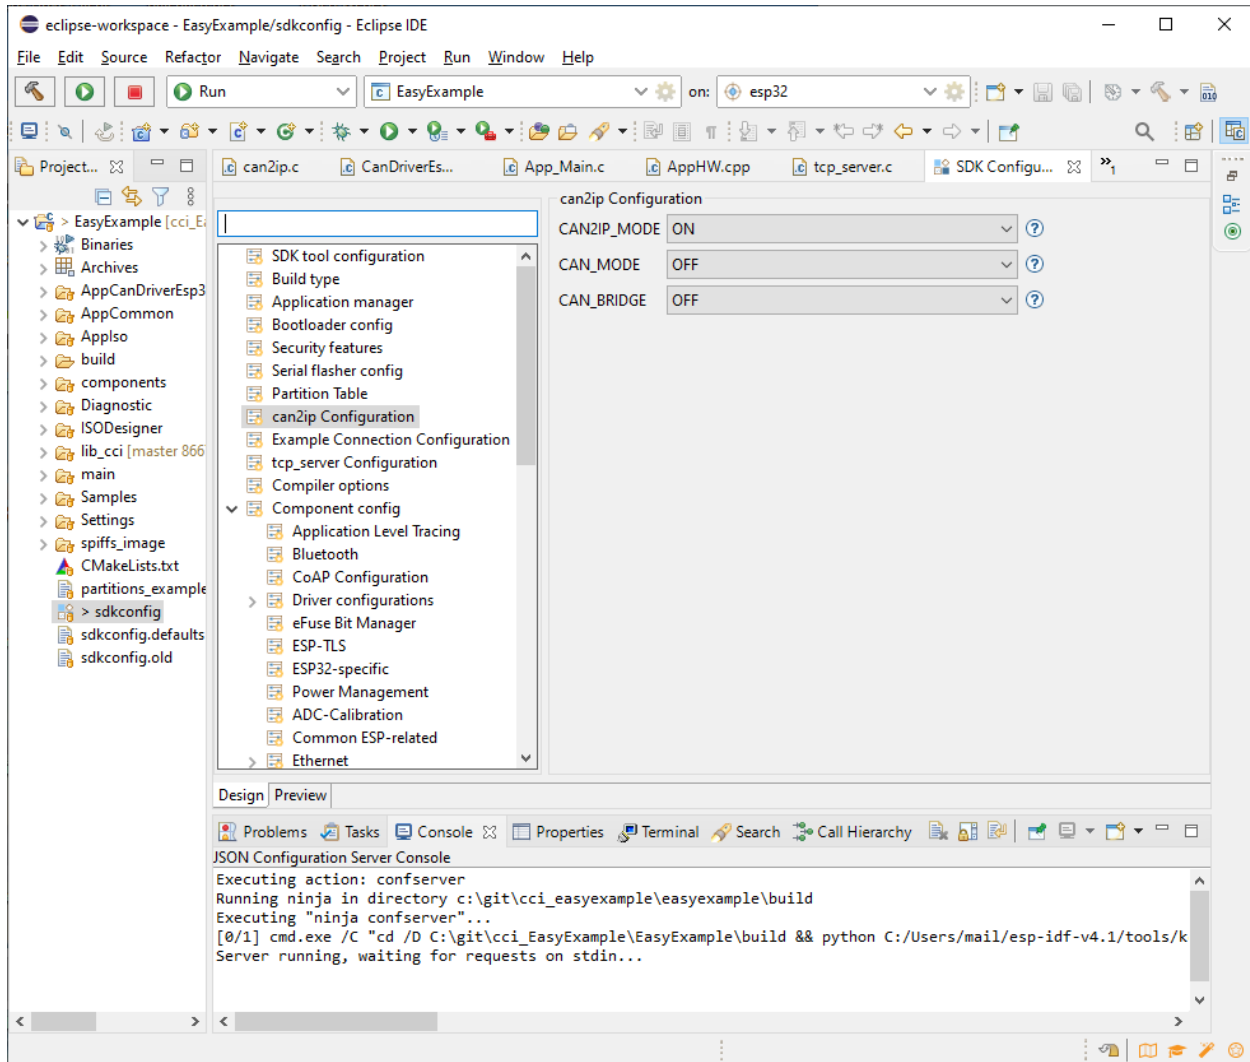 eclipse-workspace - EasyExample/sdkconfig - Eclipse IDE
File Edit Source Refactor Navigate Search Project Run Window Help
Run EasyExample on: esp32
Project... can2ip.c CanDriverEs... App_Main.c AppHW.cpp tcp_server.c SDK Configu... »1
> EasyExample [cci_Ea
Binaries
Archives
AppCanDriverEsp3
AppCommon
AppIso
build
components
Diagnostic
ISODesigner
lib_cci [master 866
main
Samples
Settings
spiffs_image
CMakeLists.txt
partitions_example
> sdkconfig
sdkconfig.defaults
sdkconfig.old
SDK tool configuration
Build type
Application manager
Bootloader config
Security features
Serial flasher config
Partition Table
can2ip Configuration
Example Connection Configuration
tcp_server Configuration
Compiler options
Component config
Application Level Tracing
Bluetooth
CoAP Configuration
Driver configurations
eFuse Bit Manager
ESP-TLS
ESP32-specific
Power Management
ADC-Calibration
Common ESP-related
Ethernet
can2ip Configuration
CAN2IP_MODE ON
CAN_MODE OFF
CAN_BRIDGE OFF
Design Preview
Problems Tasks Console Properties Terminal Search Call Hierarchy
JSON Configuration Server Console
Executing action: confserver
Running ninja in directory c:\git\cci_easyexample\easyexample\build
Executing "ninja confserver"...
[0/1] cmd.exe /C "cd /D C:\git\cci_EasyExample\EasyExample\build && python C:/Users/mail/esp-idf-v4.1/tools/k
Server running, waiting for requests on stdin...